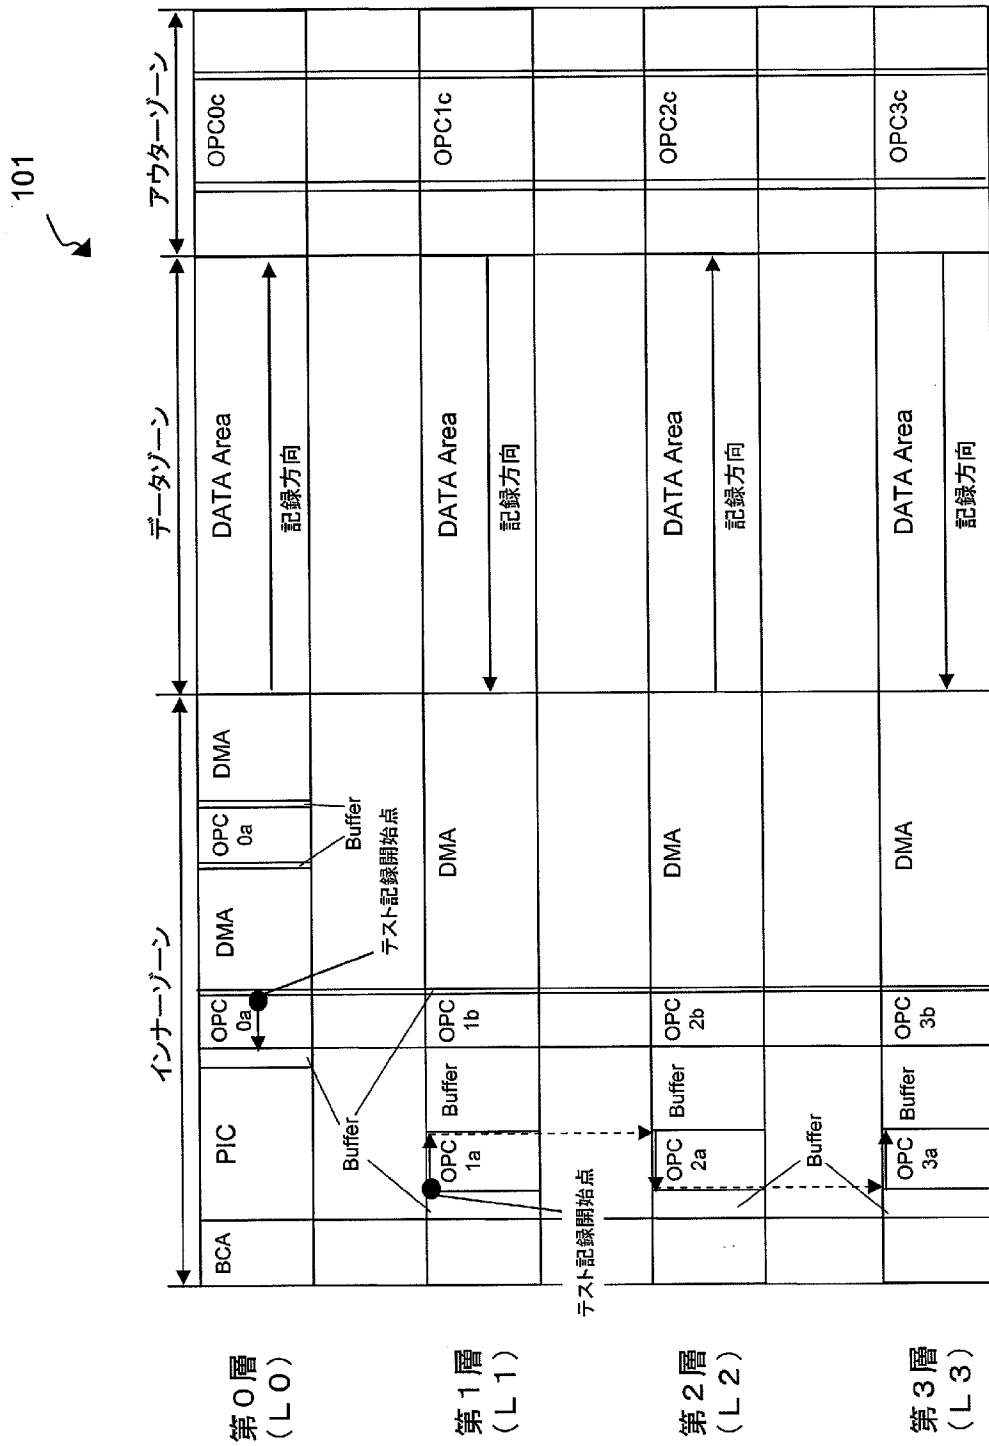 101
インナーゾーン
データゾーン
アウターゾーン
第0層
(L0)
BCA
PIC
OPC
0a
DMA
OPC
0a
DMA
DATA Area
記録方向
OPC0c
Buffer
Buffer
テスト記録開始点
第1層
(L1)
OPC
1a
Buffer
OPC
1b
DMA
DATA Area
記録方向
OPC1c
テスト記録開始点
第2層
(L2)
OPC
2a
Buffer
OPC
2b
DMA
DATA Area
記録方向
OPC2c
Buffer
第3層
(L3)
OPC
3a
Buffer
OPC
3b
DMA
DATA Area
記録方向
OPC3c